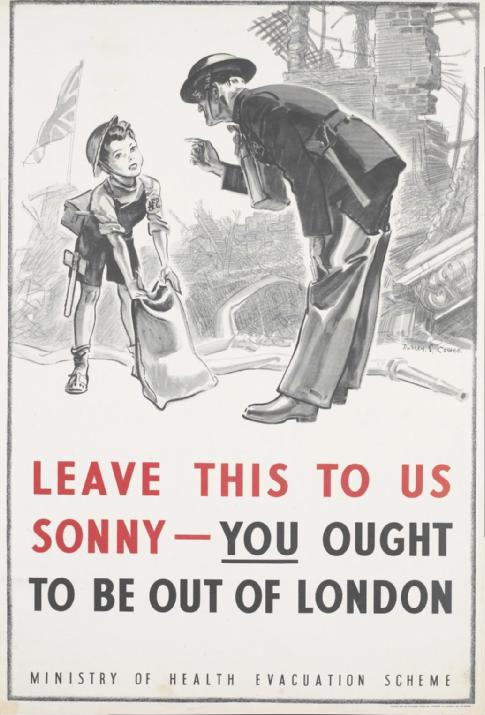 LEAVE THIS TO US
SONNY — YOU OUGHT
TO BE OUT OF LONDON
MINISTRY OF HEALTH EVACUATION SCHEME